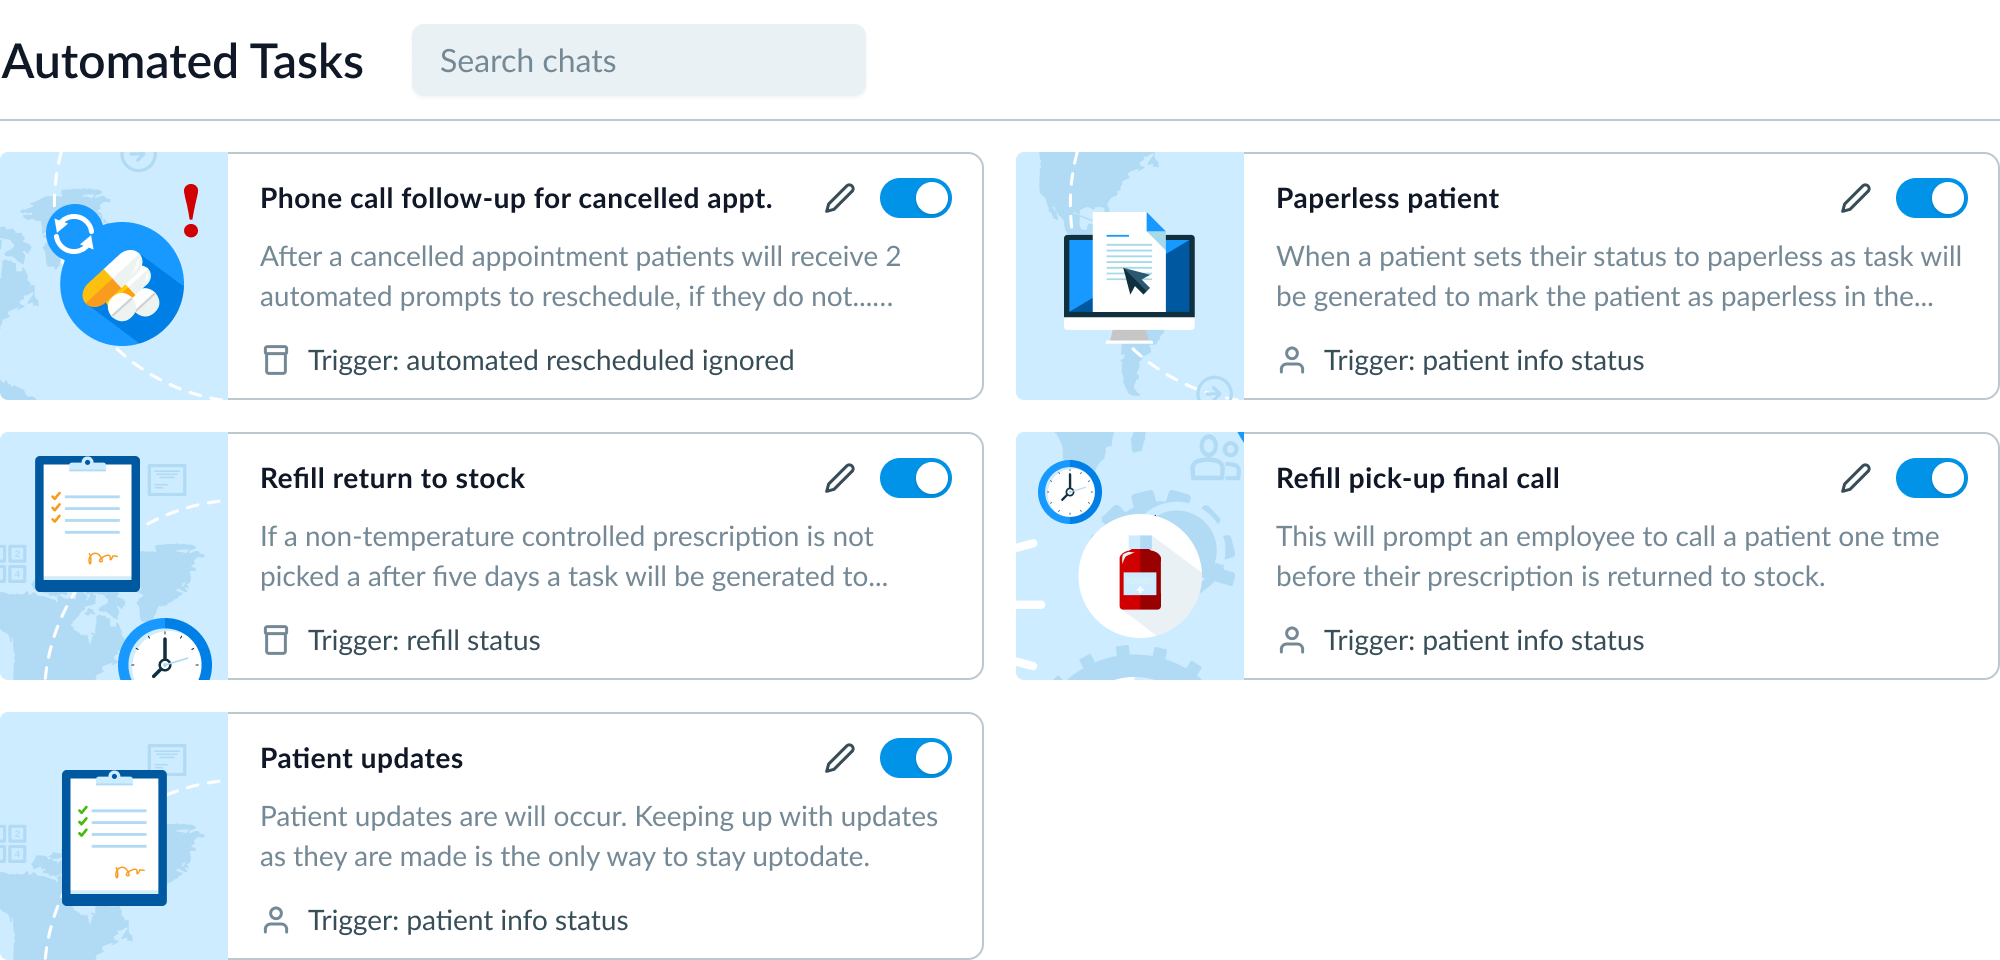 Automated Tasks
Search chats
Phone call follow-up for cancelled appt.
After a cancelled appointment patients will receive 2
automated prompts to reschedule, if they do not......
Trigger: automated rescheduled ignored
Paperless patient
When a patient sets their status to paperless as task will
be generated to mark the patient as paperless in the...
Trigger: patient info status
Refill return to stock
If a non-temperature controlled prescription is not
picked a after five days a task will be generated to...
Trigger: refill status
Refill pick-up final call
This will prompt an employee to call a patient one tme
before their prescription is returned to stock.
Trigger: patient info status
Patient updates
Patient updates are will occur. Keeping up with updates
as they are made is the only way to stay uptodate.
Trigger: patient info status